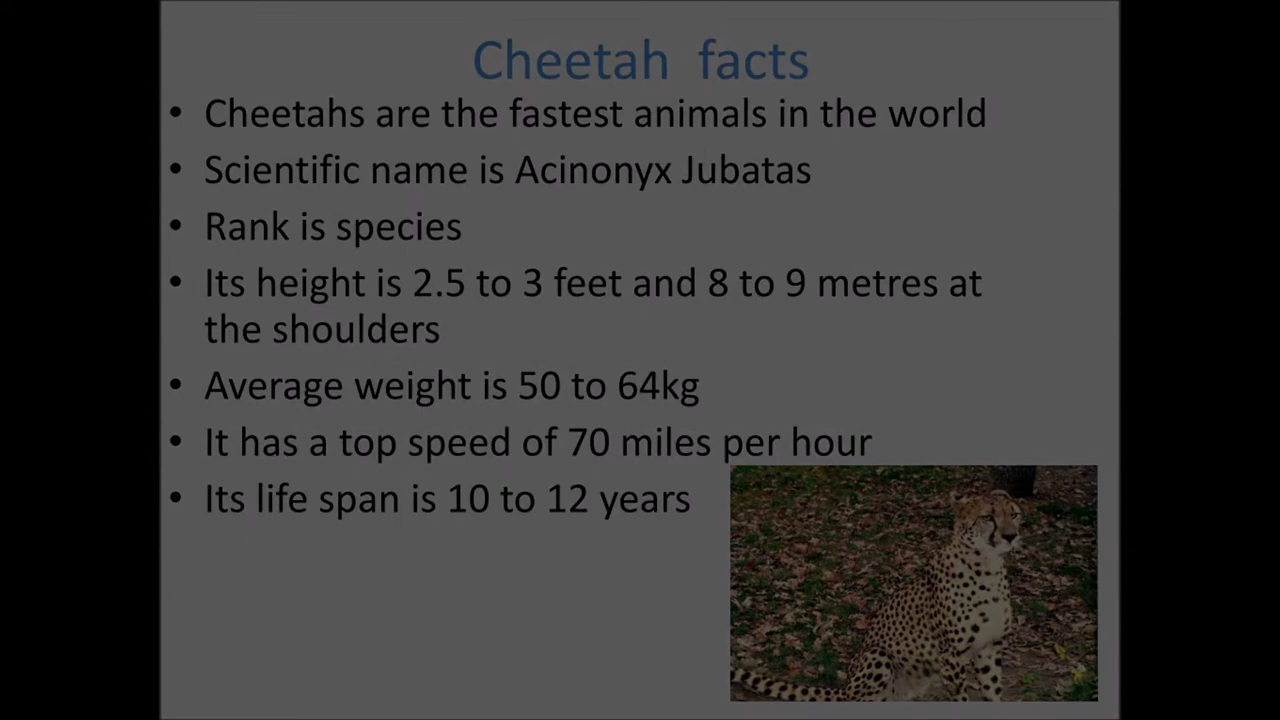 Cheetah facts
• Cheetahs are the fastest animals in the world
• Scientific name is Acinonyx Jubatas
• Rank is species
• Its height is 2.5 to 3 feet and 8 to 9 metres at
the shoulders
• Average weight is 50 to 64kg
• It has a top speed of 70 miles per hour
• Its life span is 10 to 12 years